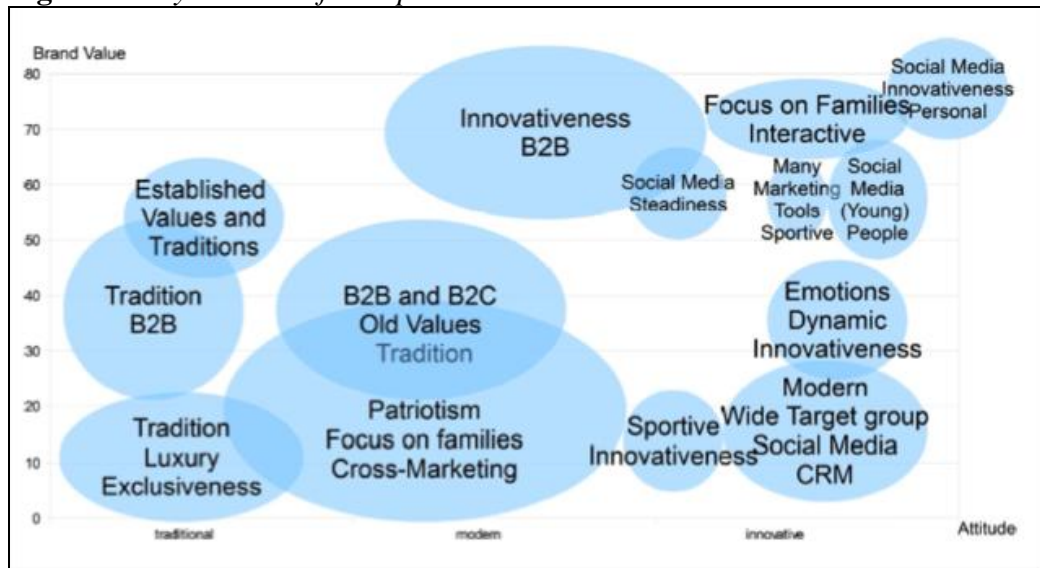 Brand Value
80
70
60
50
40
30
20
10
0
Social Media
Innovativeness
Personal
Focus on Families
Interactive
Innovativeness
B2B
Social Media
Steadiness
Many
Marketing
Tools
Sportive
Social
Media
(Young)
People
Established
Values and
Traditions
Tradition
B2B
B2B and B2C
Old Values
Tradition
Emotions
Dynamic
Innovativeness
Patriotism
Focus on families
Cross-Marketing
Tradition
Luxury
Exclusiveness
Sportive
Innovativeness
Modern
Wide Target group
Social Media
CRM
traditional
modern
innovative
Attitude